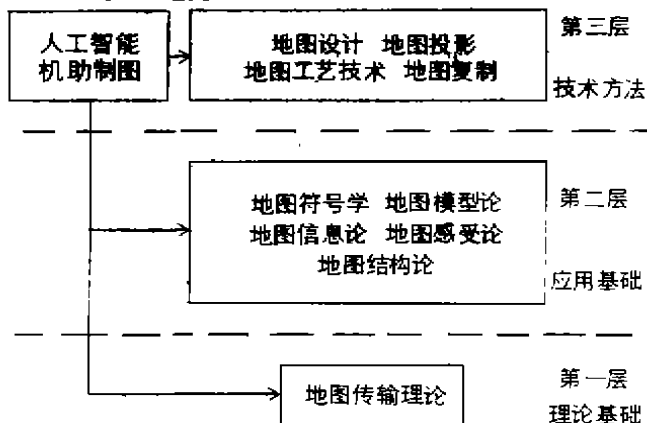 人工智能
机助制图
地图设计 地图投影
地图工艺技术 地图复制
第三层
技术方法
地图符号学 地图模型论
地图信息论 地图感受论
地图结构论
第二层
应用基础
地图传输理论
第一层
理论基础